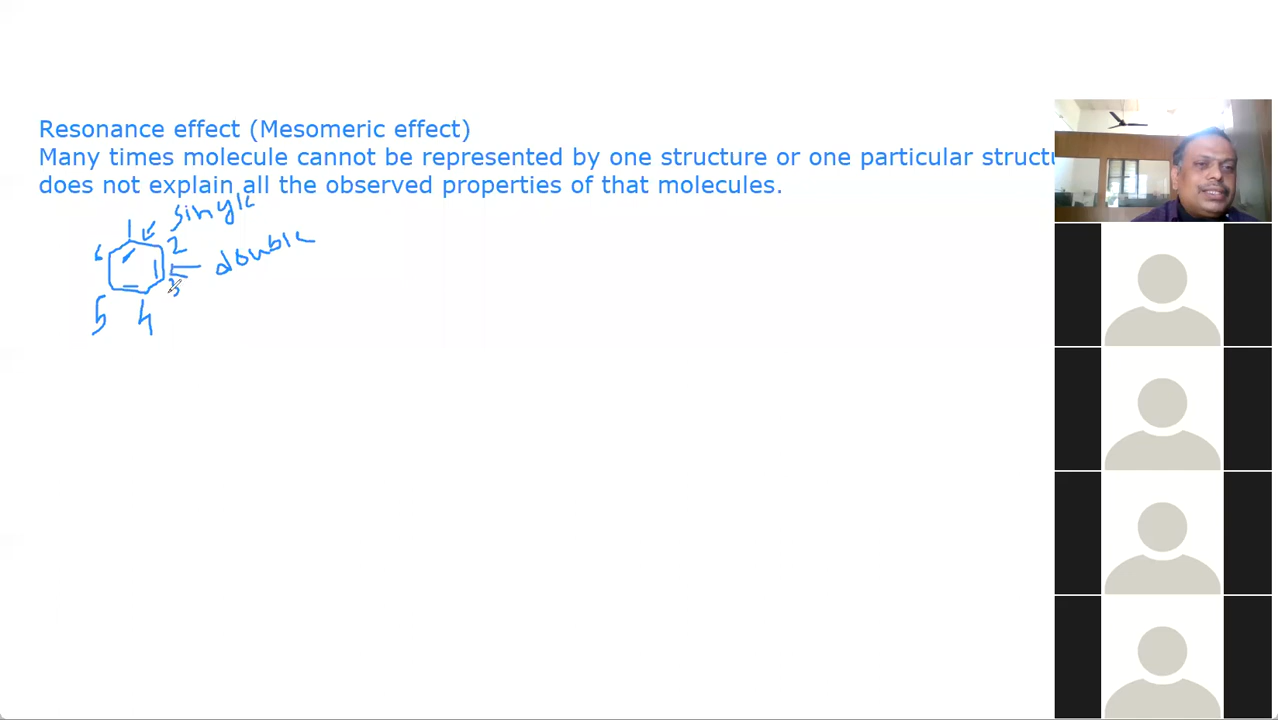 Resonance effect (Mesomeric effect)
Many times molecule cannot be represented by one structure or one particular structu
does not explain all the observed properties of that molecules.
single
1
2
6
double
3
5 4